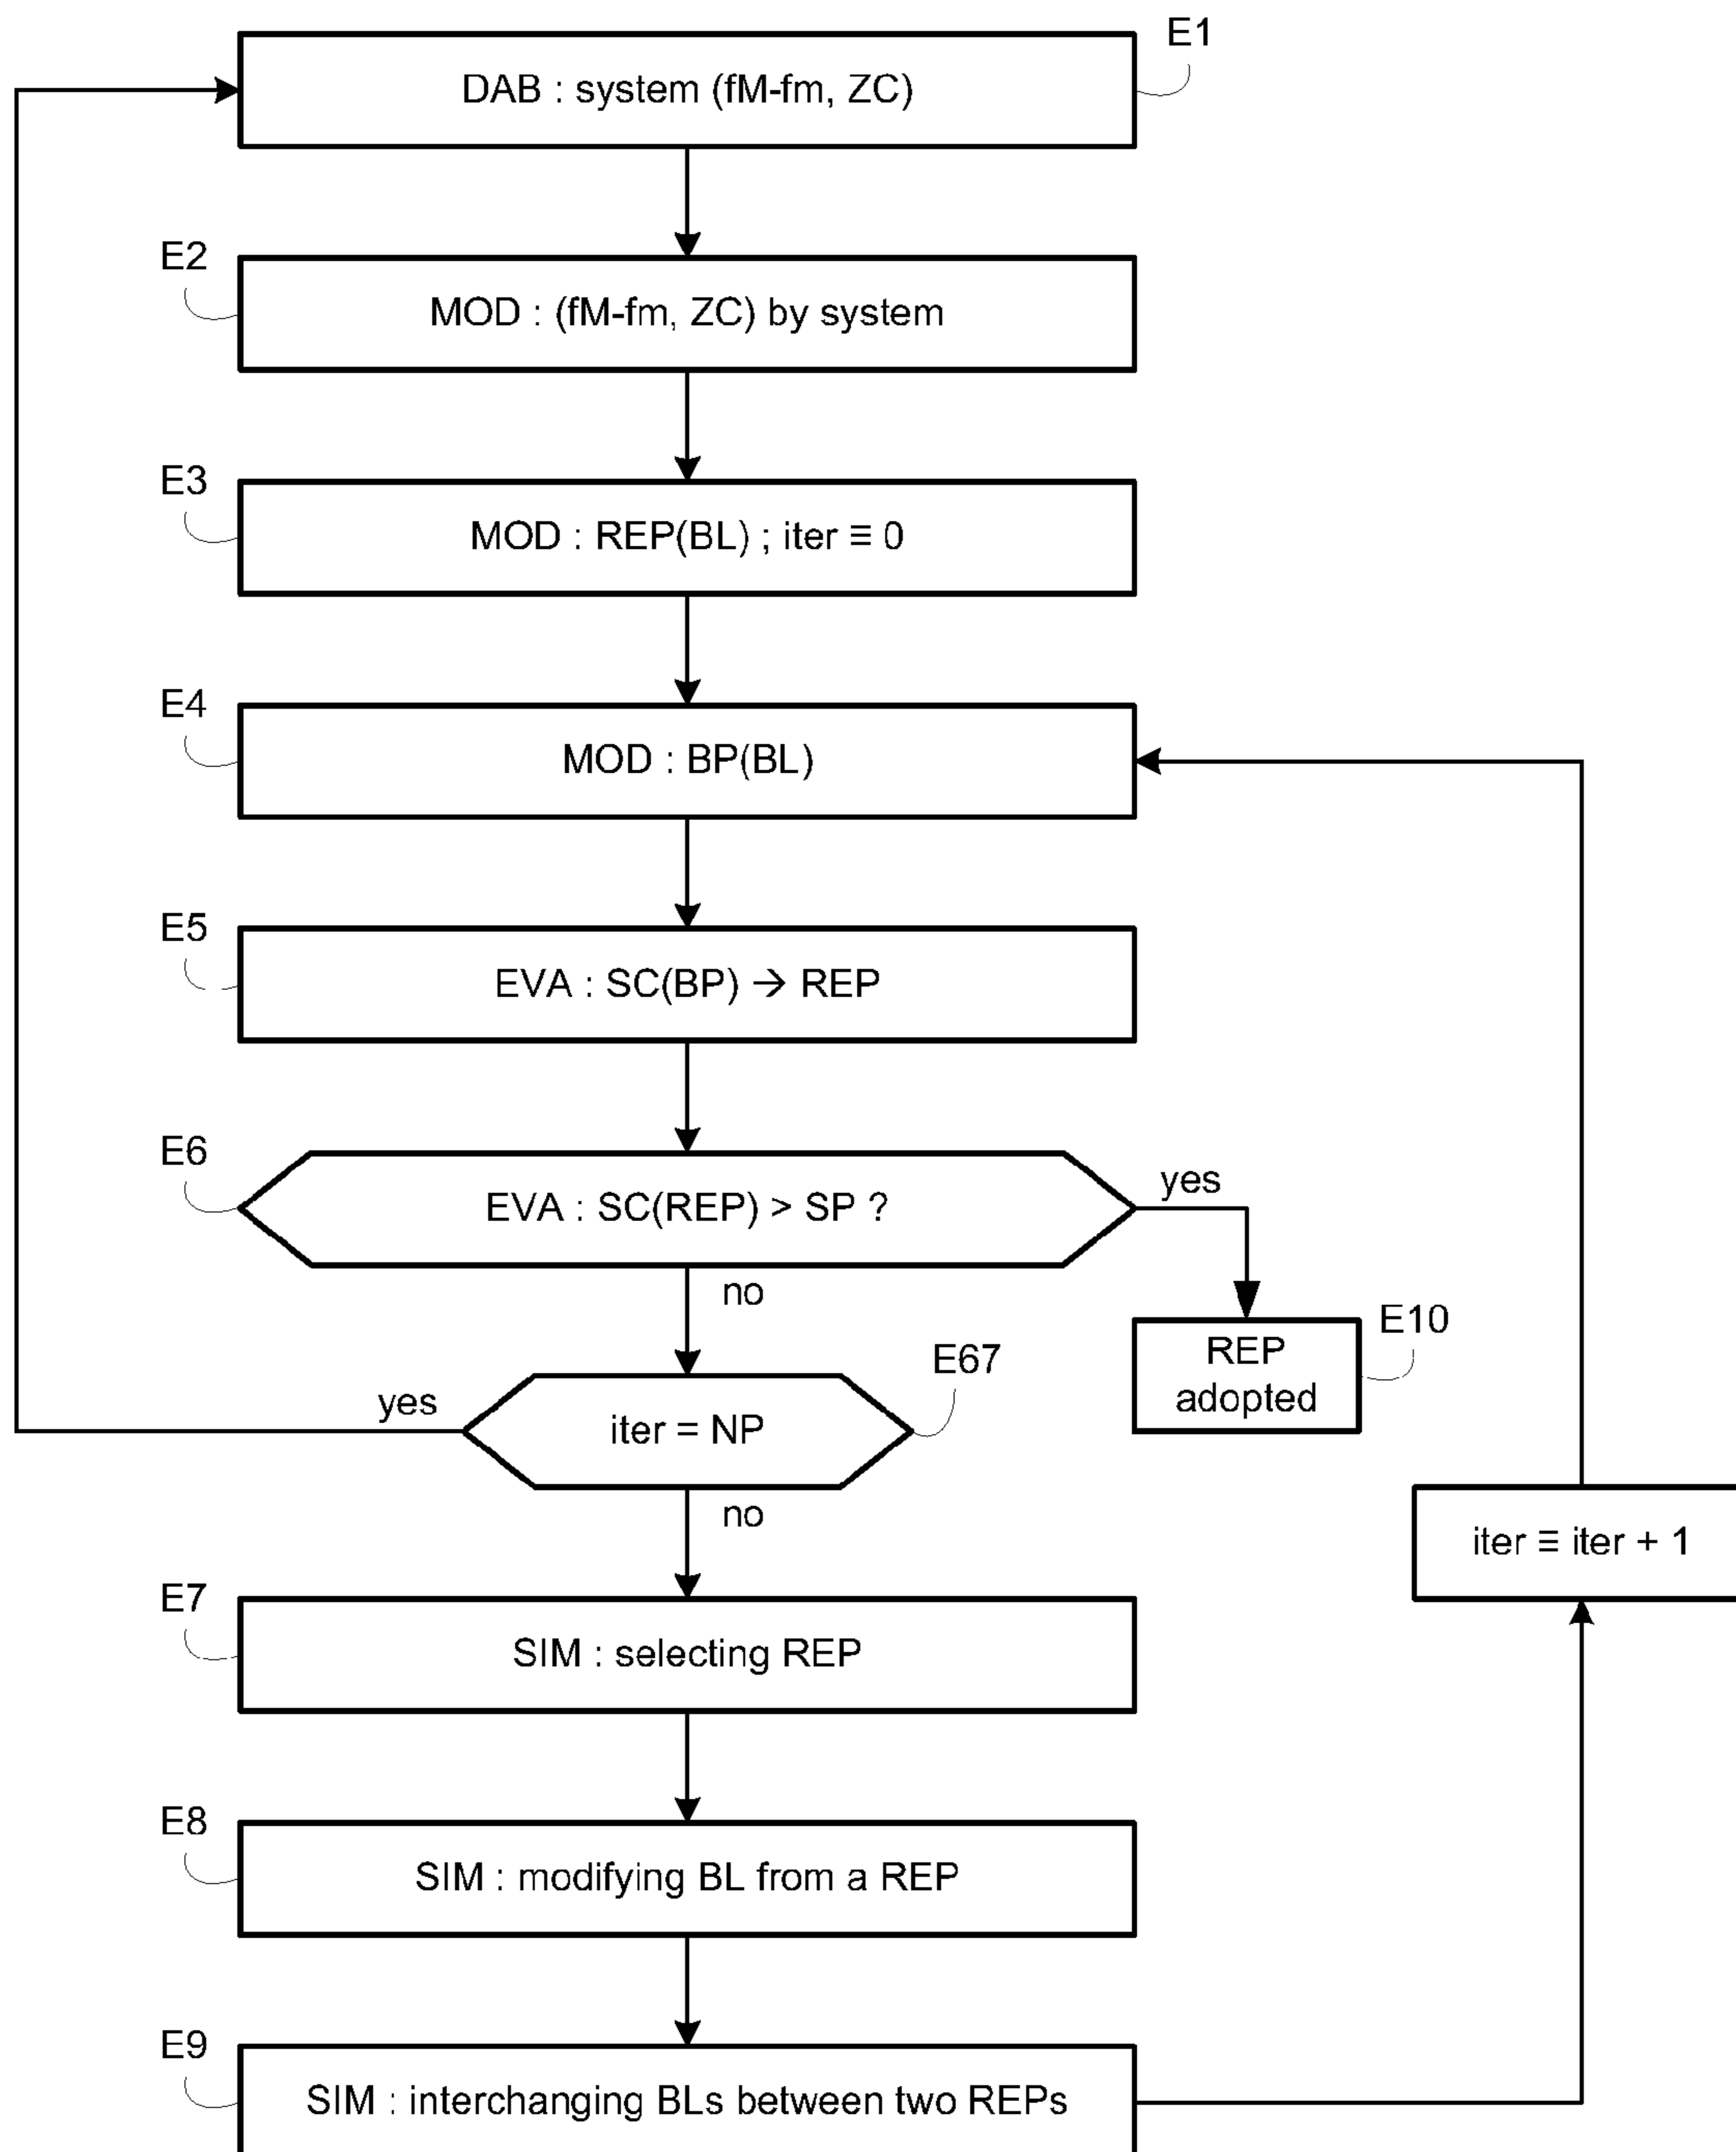 E1
DAB : system (fM-fm, ZC)
E2
MOD : (fM-fm, ZC) by system
E3
MOD : REP(BL) ; iter ≡ 0
E4
MOD : BP(BL)
E5
EVA : SC(BP) → REP
E6
EVA : SC(REP) > SP ?
yes
no
E10
REP
adopted
E67
yes
iter = NP
no
iter ≡ iter + 1
E7
SIM : selecting REP
E8
SIM : modifying BL from a REP
E9
SIM : interchanging BLs between two REPs